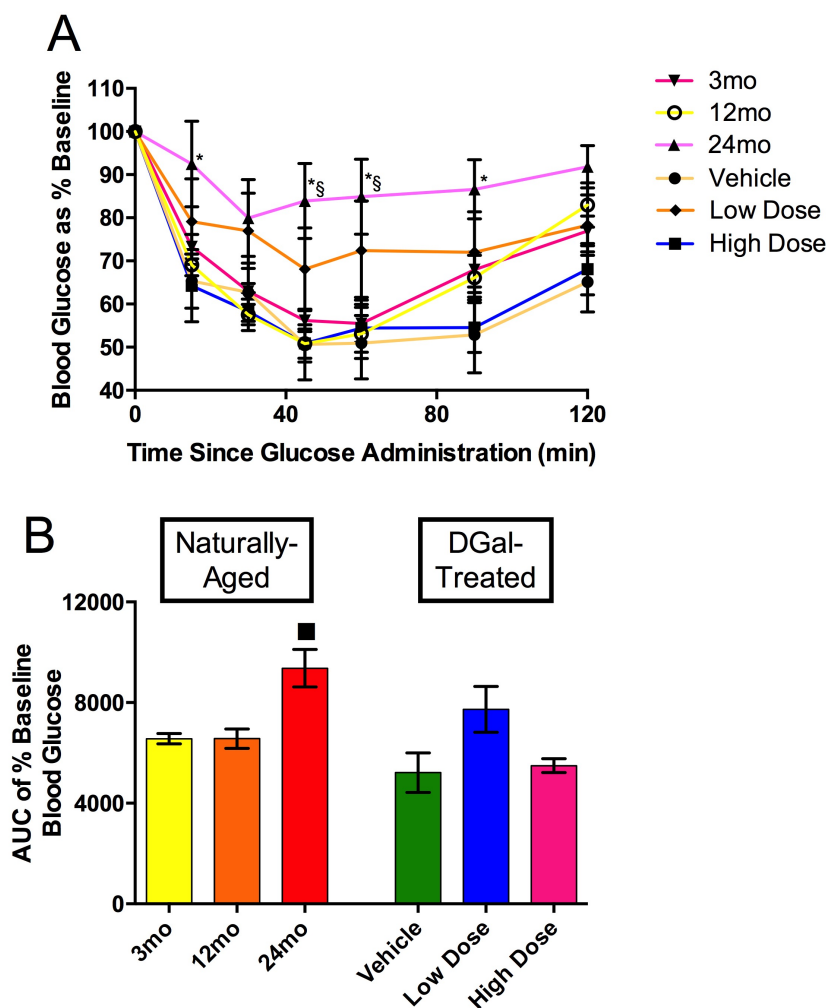 A
Blood Glucose as % Baseline
110
100
90
80
70
60
50
40
*
*§
*§
*
0
40
80
120
Time Since Glucose Administration (min)
3mo
12mo
24mo
Vehicle
Low Dose
High Dose
B
Naturally-
Aged
DGal-
Treated
AUC of % Baseline
Blood Glucose
12000
8000
4000
0
3mo
12mo
24mo
Vehicle
Low Dose
High Dose